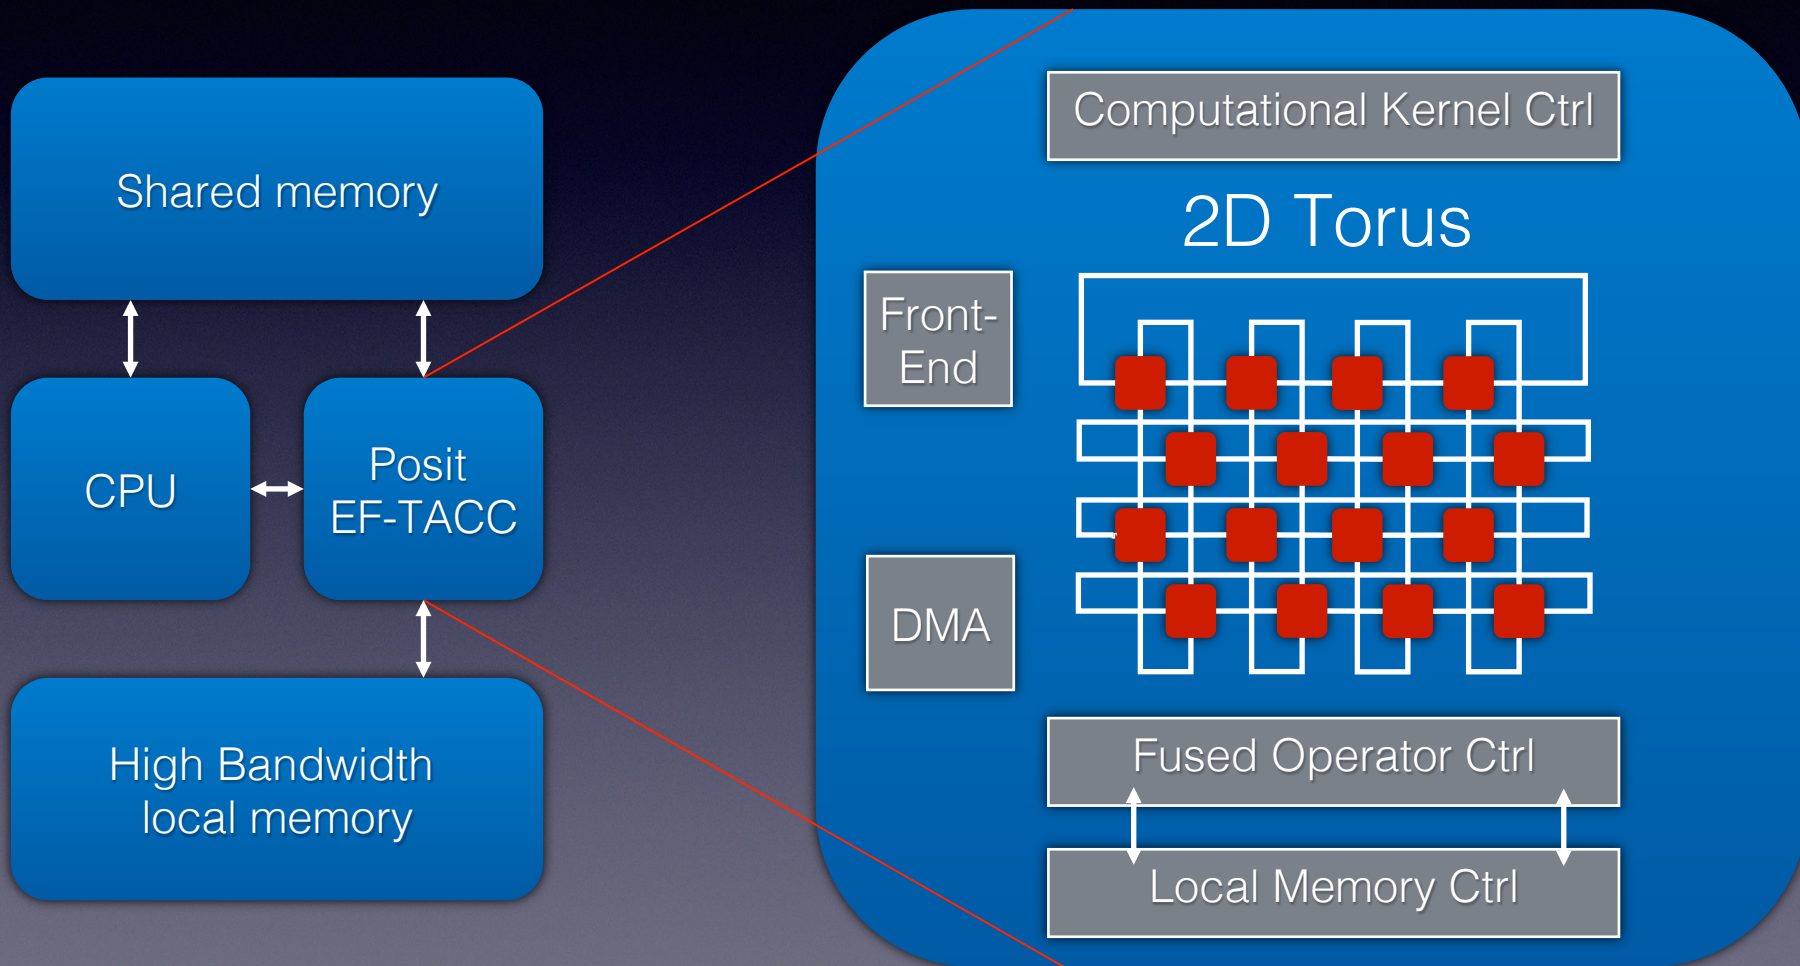 Shared memory
CPU
Posit
EF-TACC
High Bandwidth
local memory
Computational Kernel Ctrl
2D Torus
Front-
End
DMA
Fused Operator Ctrl
Local Memory Ctrl